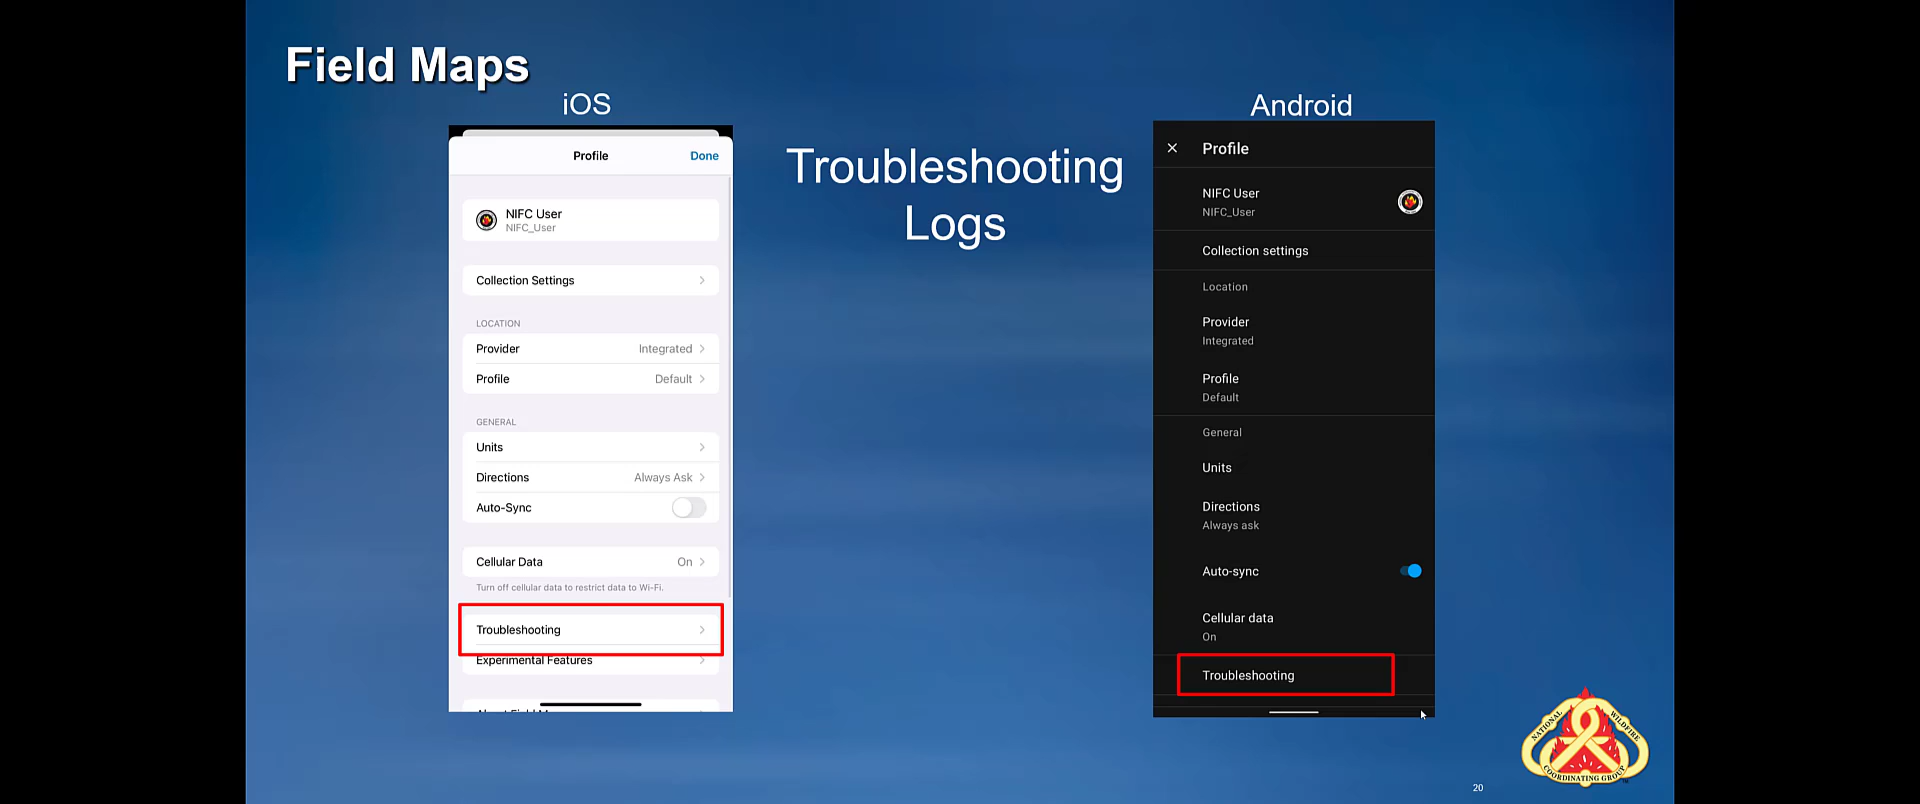 Field Maps
iOS
Profile
Done
NIFC User
NIFC_User
Collection Settings
LOCATION
Provider
Integrated
Profile
Default
GENERAL
Units
Directions
Always Ask
Auto-Sync
Cellular Data
On
Turn off cellular data to restrict data to Wi-Fi.
Troubleshooting
Experimental Features
Troubleshooting
Logs
Android
Profile
NIFC User
NIFC_User
Collection settings
Location
Provider
Integrated
Profile
Default
General
Units
Directions
Always ask
Auto-sync
Cellular data
On
Troubleshooting
NATIONAL WILDFIRE
COORDINATING GROUP
20